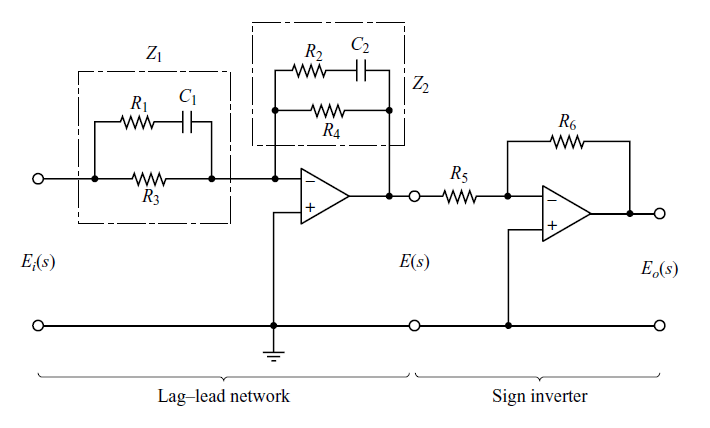 Z₁
R₁
C₁
R₃
R₂
C₂
Z₂
R₄
−
+
R₅
R₆
−
+
Eᵢ(s)
E(s)
Eₒ(s)
Lag–lead network
Sign inverter